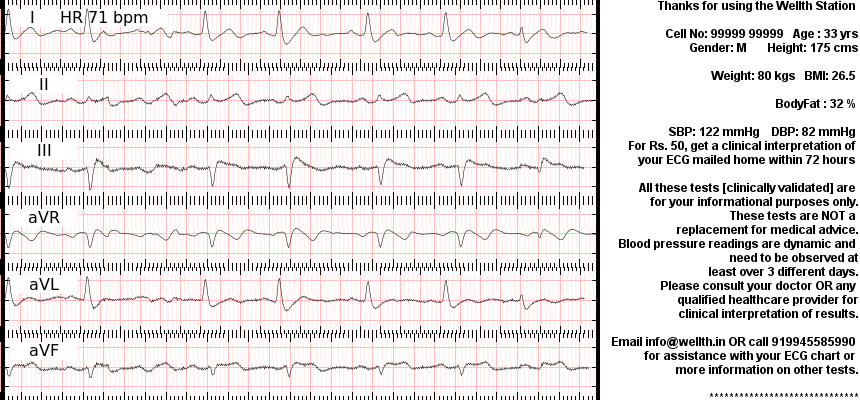 I HR 71 bpm
II
III
aVR
aVL
aVF
Thanks for using the Wellth Station
Cell No: 99999 99999 Age : 33 yrs
Gender: M Height: 175 cms
Weight: 80 kgs BMI: 26.5
BodyFat : 32 %
SBP: 122 mmHg DBP: 82 mmHg
For Rs. 50, get a clinical interpretation of
your ECG mailed home within 72 hours
All these tests [clinically validated] are
for your informational purposes only.
These tests are NOT a
replacement for medical advice.
Blood pressure readings are dynamic and
need to be observed at
least over 3 different days.
Please consult your doctor OR any
qualified healthcare provider for
clinical interpretation of results.
Email info@wellth.in OR call 919945585990
for assistance with your ECG chart or
more information on other tests.
******************************